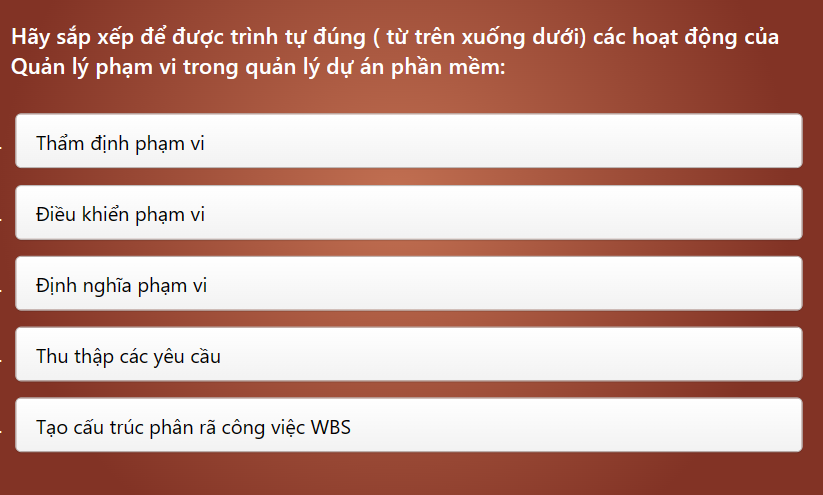 Hãy sắp xếp để được trình tự đúng ( từ trên xuống dưới) các hoạt động của
Quản lý phạm vi trong quản lý dự án phần mềm:
Thẩm định phạm vi
Điều khiển phạm vi
Định nghĩa phạm vi
Thu thập các yêu cầu
Tạo cấu trúc phân rã công việc WBS